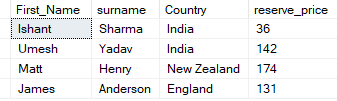 First_Name surname Country reserve_price
Ishant Sharma India 36
Umesh Yadav India 142
Matt Henry New Zealand 174
James Anderson England 131